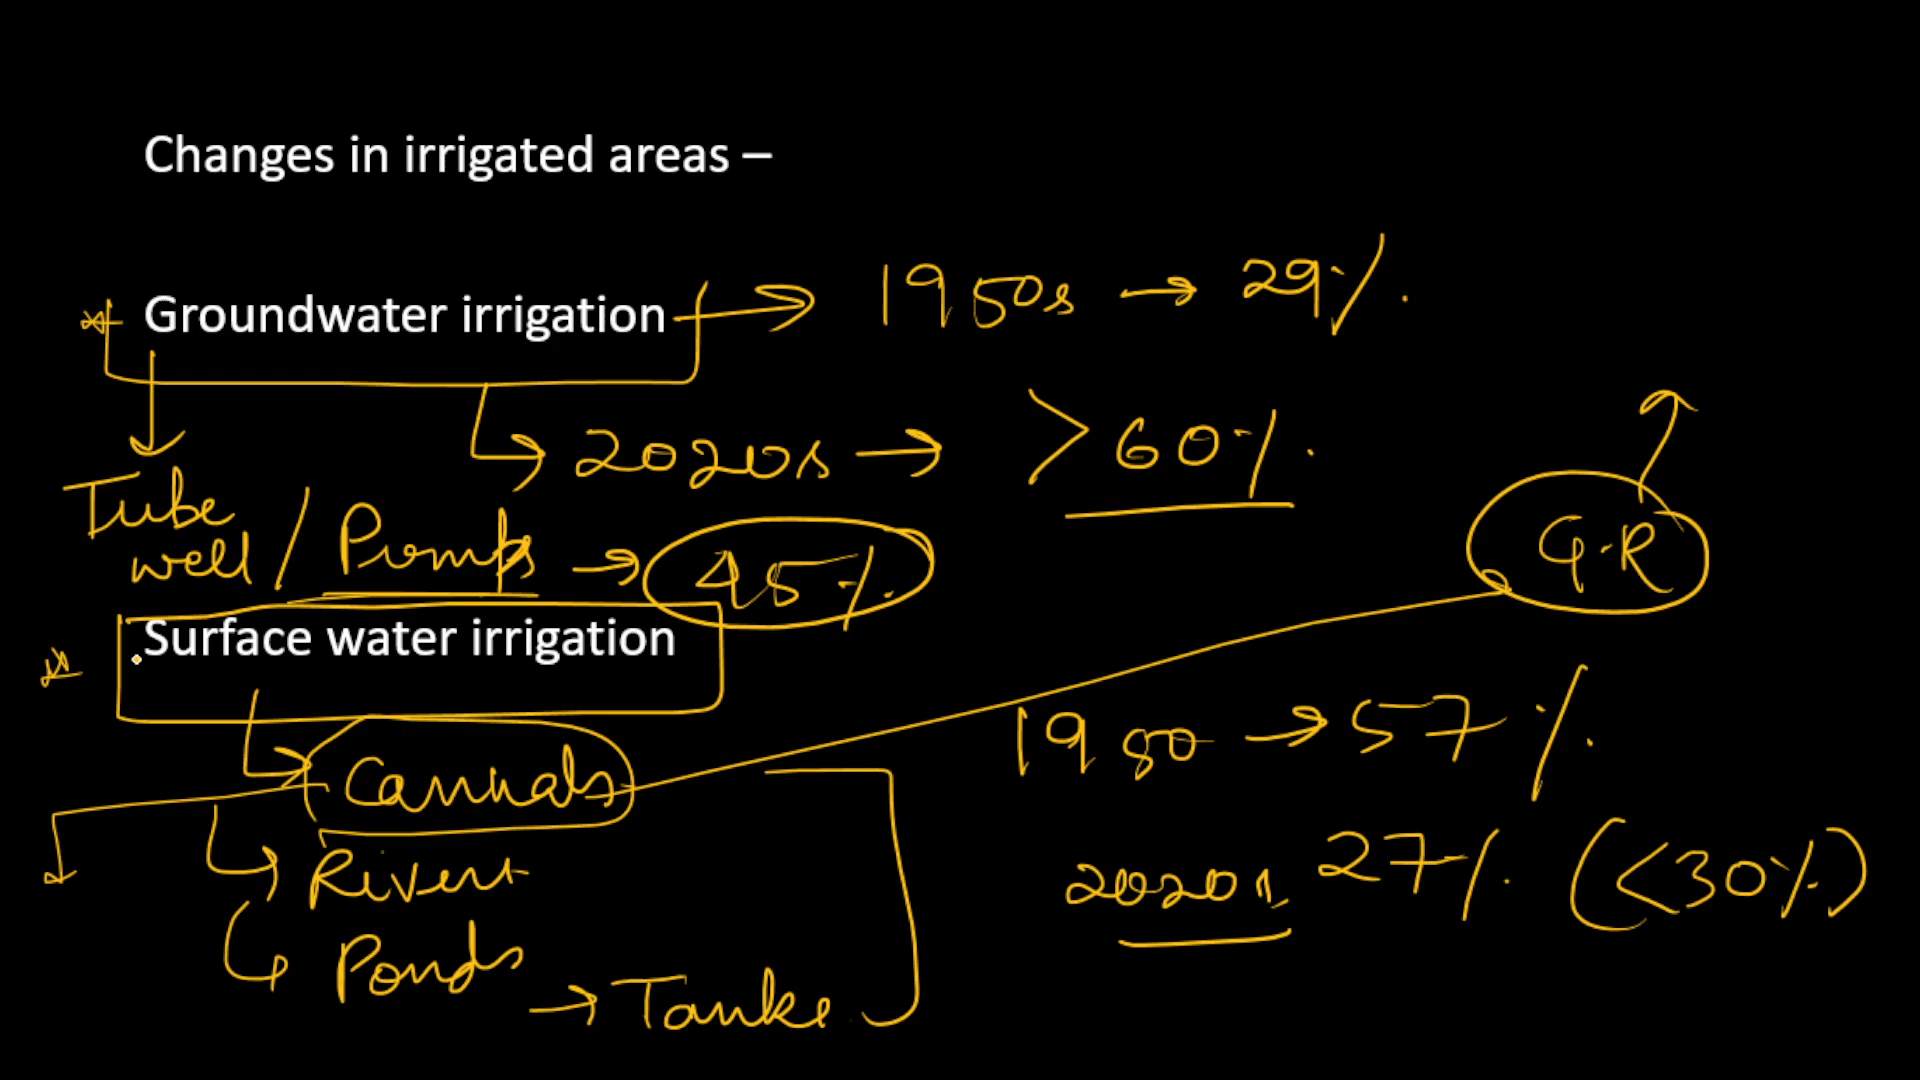 Changes in irrigated areas –
Groundwater irrigation → 1950s → 29%.
2020s → > 60%.
Tube well / Pumps → 45%.
G.R
Surface water irrigation
1980 → 57%.
Cannals
2020s 27%. (<30%)
Rivers
Ponds → Tanks